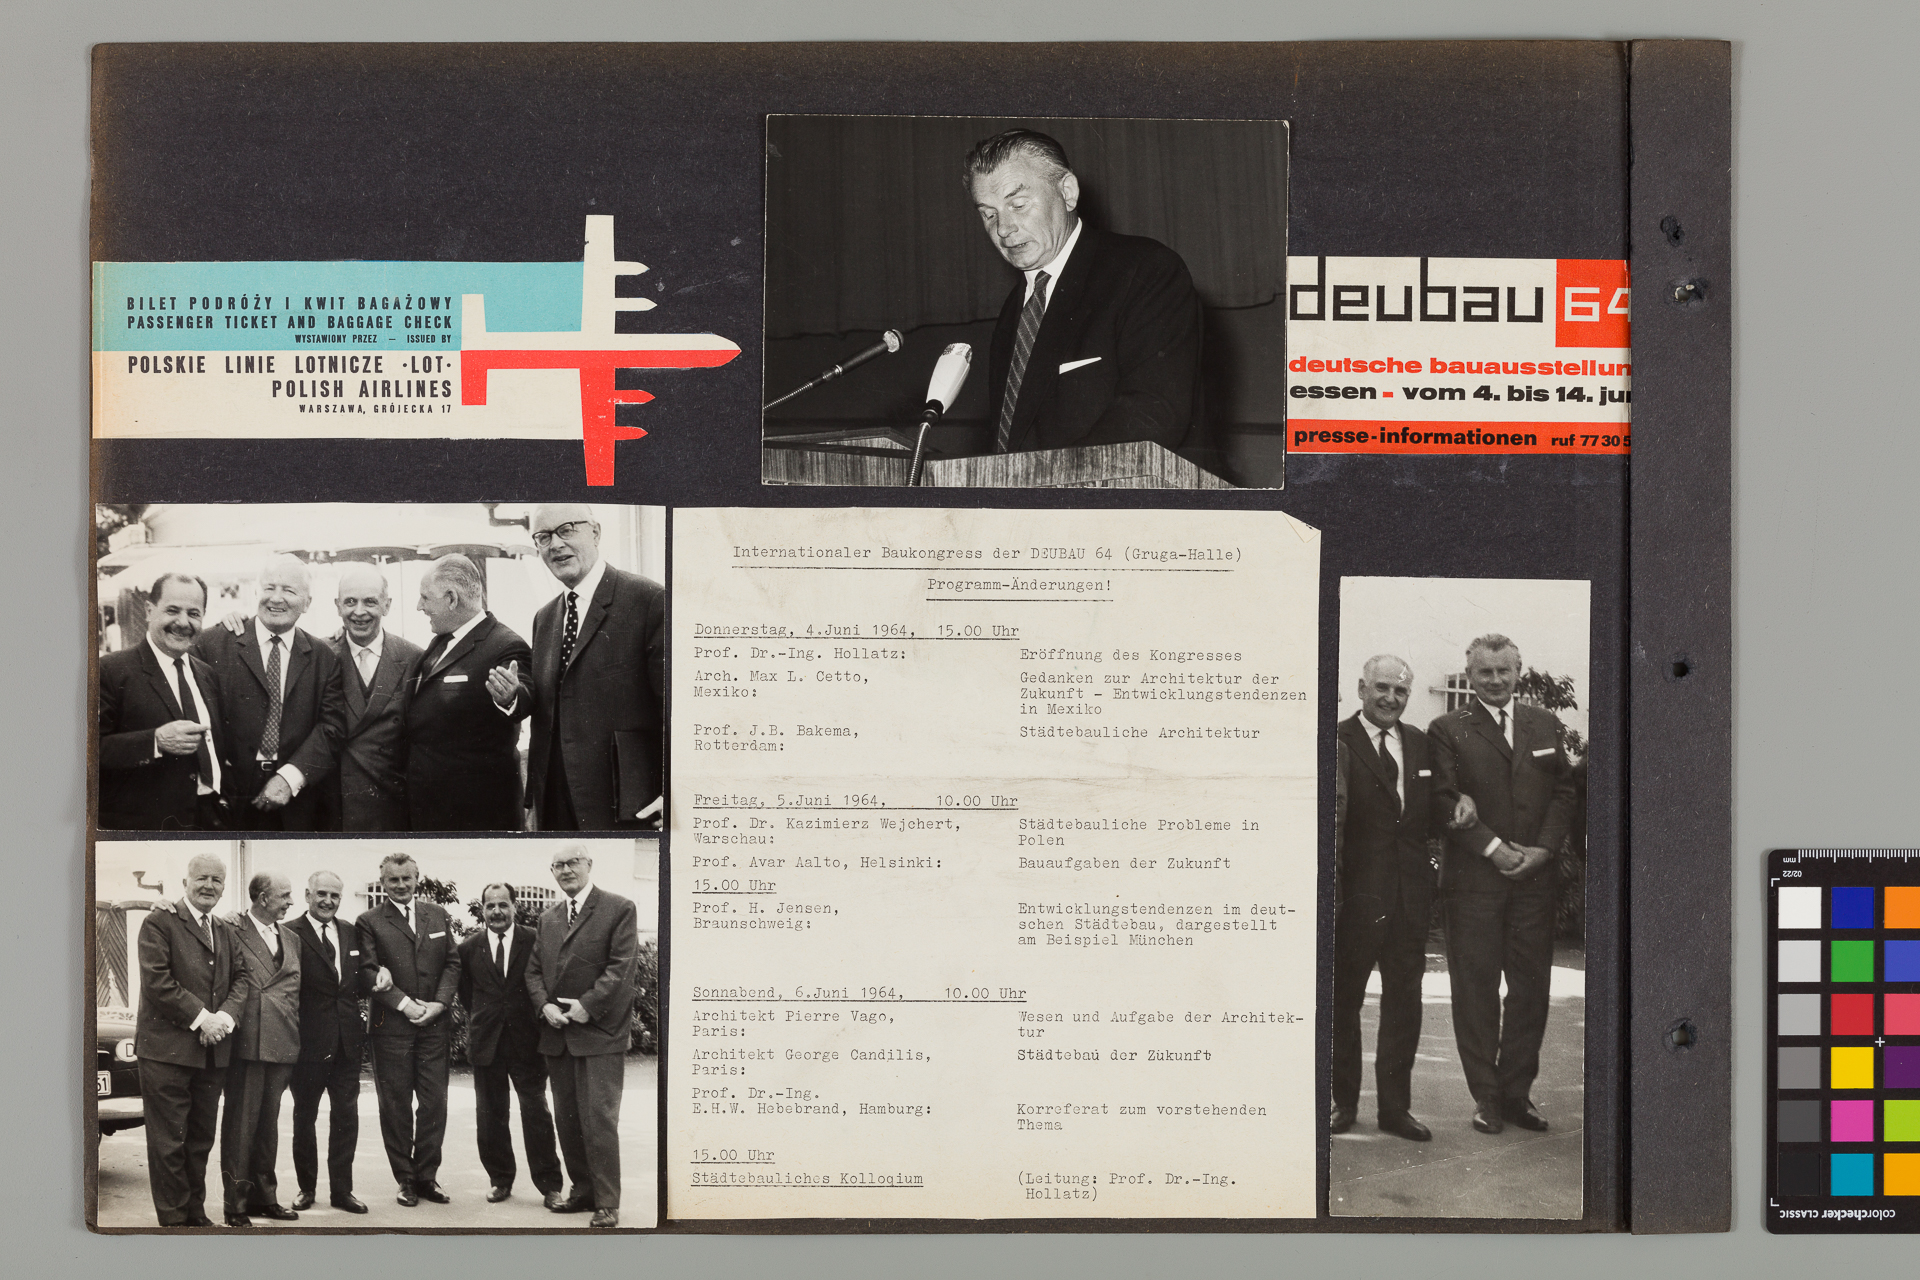 BILET PODRÓŻY I KWIT BAGAŻOWY
PASSENGER TICKET AND BAGGAGE CHECK
WYSTAWIONY PRZEZ — ISSUED BY
POLSKIE LINIE LOTNICZE ·LOT·
POLISH AIRLINES
WARSZAWA, GRÓJECKA 17
deubau 64
deutsche bauausstellun
essen - vom 4. bis 14. ju
presse-informationen ruf 77 30 5
Internationaler Baukongress der DEUBAU 64 (Gruga-Halle)
Programm-Änderungen!
Donnerstag, 4.Juni 1964, 15.00 Uhr
Prof. Dr.-Ing. Hollatz: Eröffnung des Kongresses
Arch. Max L. Cetto, Gedanken zur Architektur der
Mexiko: Zukunft - Entwicklungstendenzen
in Mexiko
Prof. J.B. Bakema, Städtebauliche Architektur
Rotterdam:
Freitag, 5.Juni 1964, 10.00 Uhr
Prof. Dr. Kazimierz Wejchert, Städtebauliche Probleme in
Warschau: Polen
Prof. Avar Aalto, Helsinki: Bauaufgaben der Zukunft
15.00 Uhr
Prof. H. Jensen, Entwicklungstendenzen im deut-
Braunschweig: schen Städtebau, dargestellt
am Beispiel München
Sonnabend, 6.Juni 1964, 10.00 Uhr
Architekt Pierre Vago, Wesen und Aufgabe der Architek-
Paris: tur
Architekt George Candilis, Städtebau der Zukunft
Paris:
Prof. Dr.-Ing.
E.H.W. Hebebrand, Hamburg: Korreferat zum vorstehenden
Thema
15.00 Uhr
Städtebauliches Kolloqium (Leitung: Prof. Dr.-Ing.
Hollatz)
D
51
mm
02/22
colorchecker CLASSIC